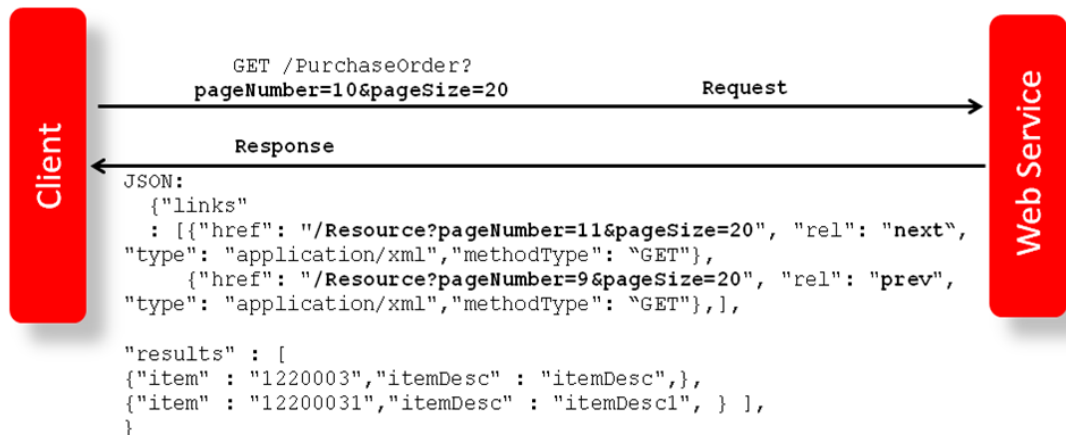 Client
GET /PurchaseOrder?
pageNumber=10&pageSize=20
Request
Response
Web Service
JSON:
{"links"
: [{"href": "/Resource?pageNumber=11&pageSize=20", "rel": "next‟,
"type": "application/xml","methodType": ‟GET"},
{"href": "/Resource?pageNumber=9&pageSize=20", "rel": "prev",
"type": "application/xml","methodType": ‟GET"},],
"results" : [
{"item" : "1220003","itemDesc" : "itemDesc",},
{"item" : "12200031","itemDesc" : "itemDesc1", } ],
}